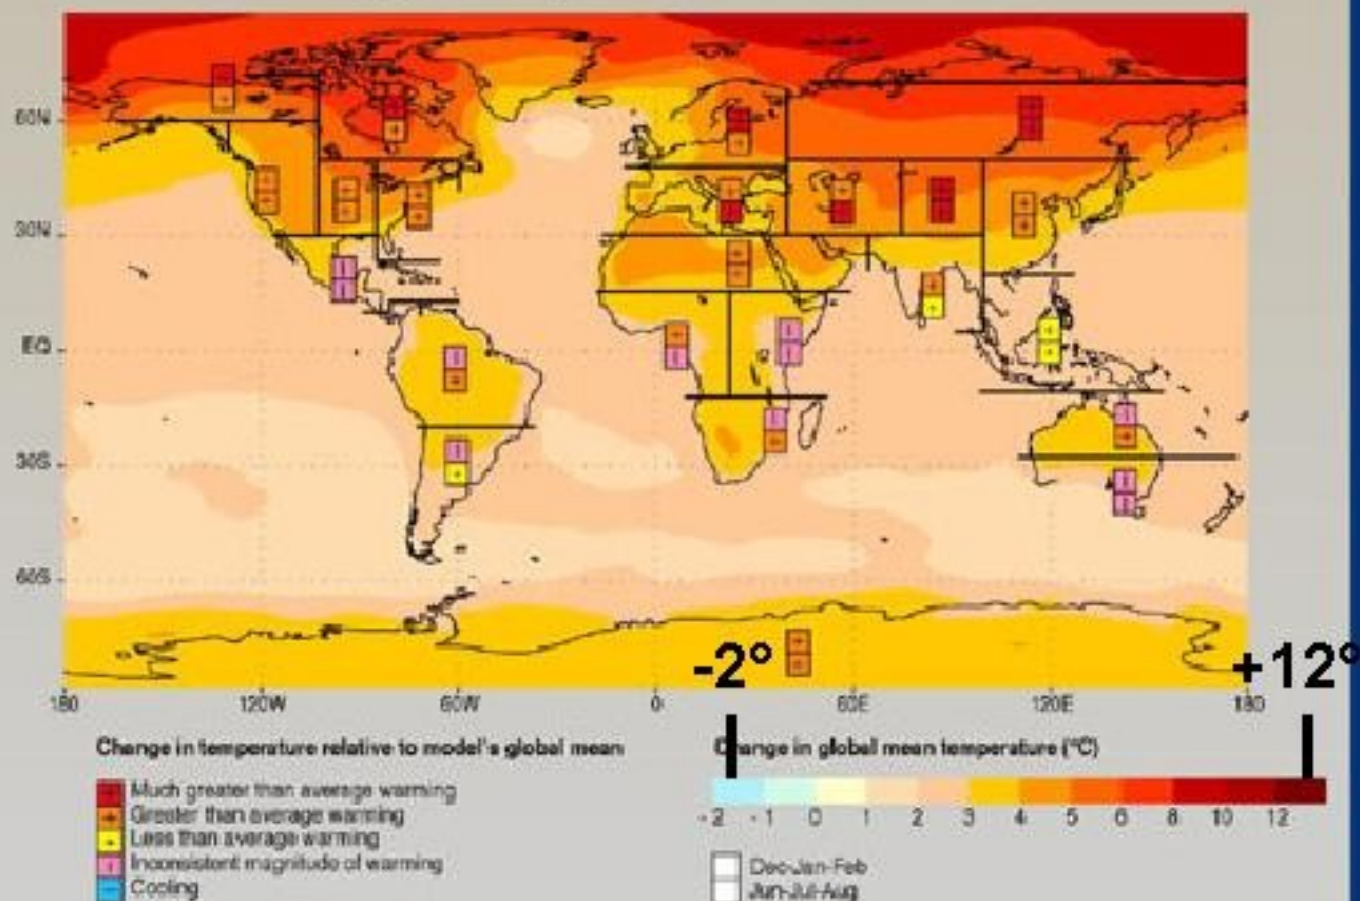 60N
30N
EQ
30S
60S
-2°
+12°
180 120W 60W 0 60E 120E 180
Change in temperature relative to model's global mean
Much greater than average warming
Greater than average warming
Less than average warming
Inconsistent magnitude of warming
Cooling
Change in global mean temperature (°C)
-2 -1 0 1 2 3 4 5 6 8 10 12
Dec-Jan-Feb
Jun-Jul-Aug